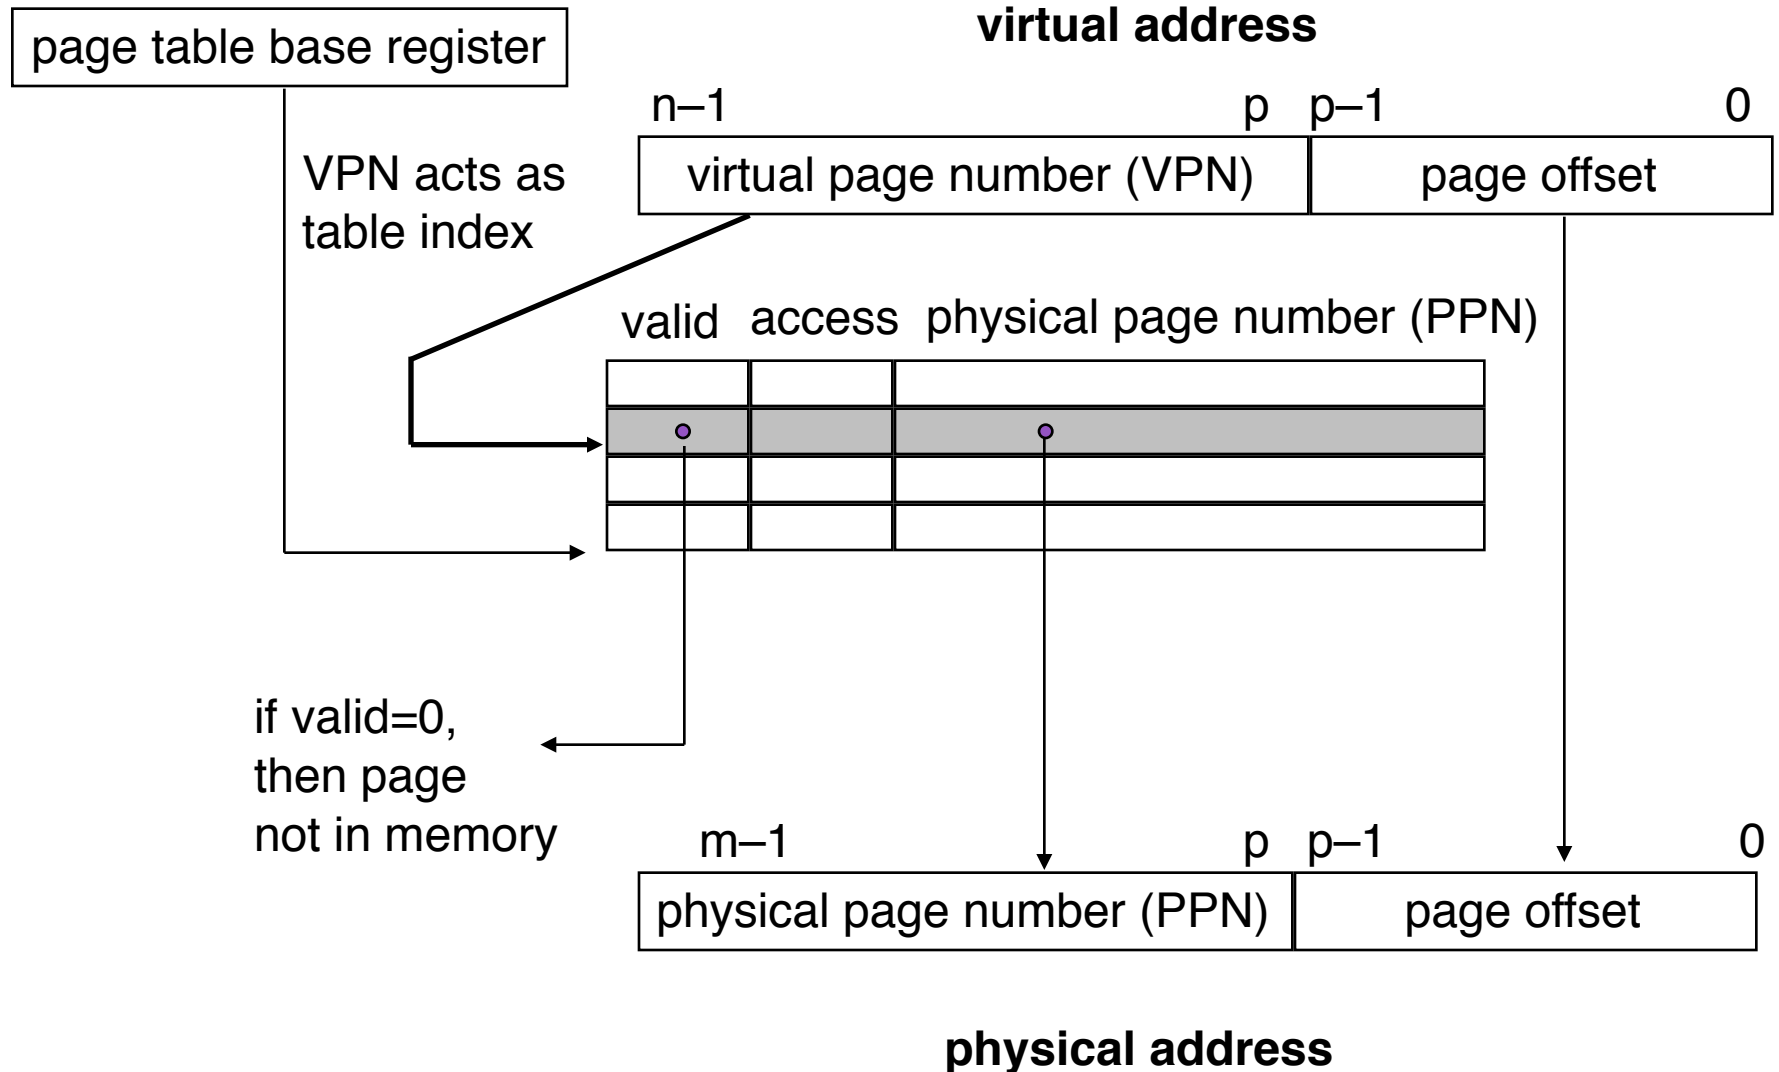 virtual address
page table base register
n–1 p p–1 0
VPN acts as
table index
virtual page number (VPN) page offset
valid access physical page number (PPN)
if valid=0,
then page
not in memory
m–1 p p–1 0
physical page number (PPN) page offset
physical address